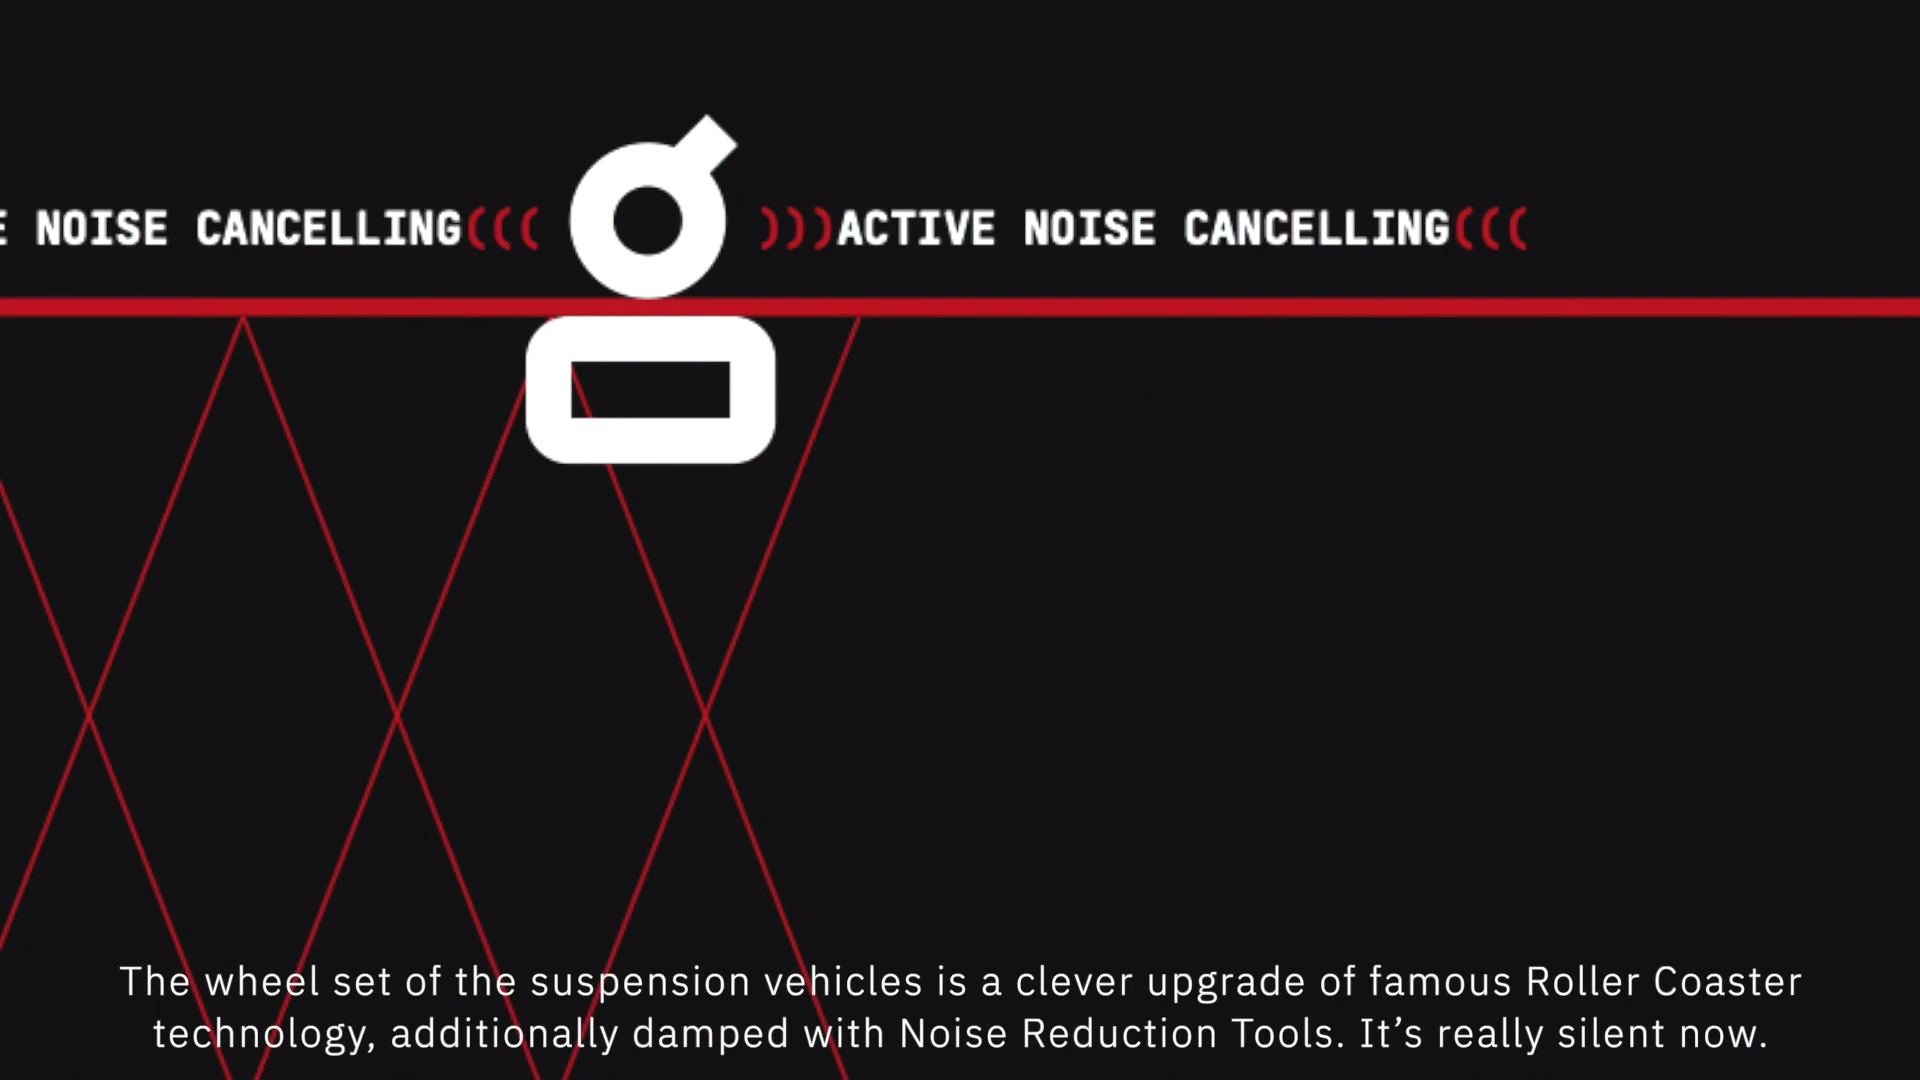 E NOISE CANCELLING((( )))ACTIVE NOISE CANCELLING(((
The wheel set of the suspension vehicles is a clever upgrade of famous Roller Coaster
technology, additionally damped with Noise Reduction Tools. It’s really silent now.